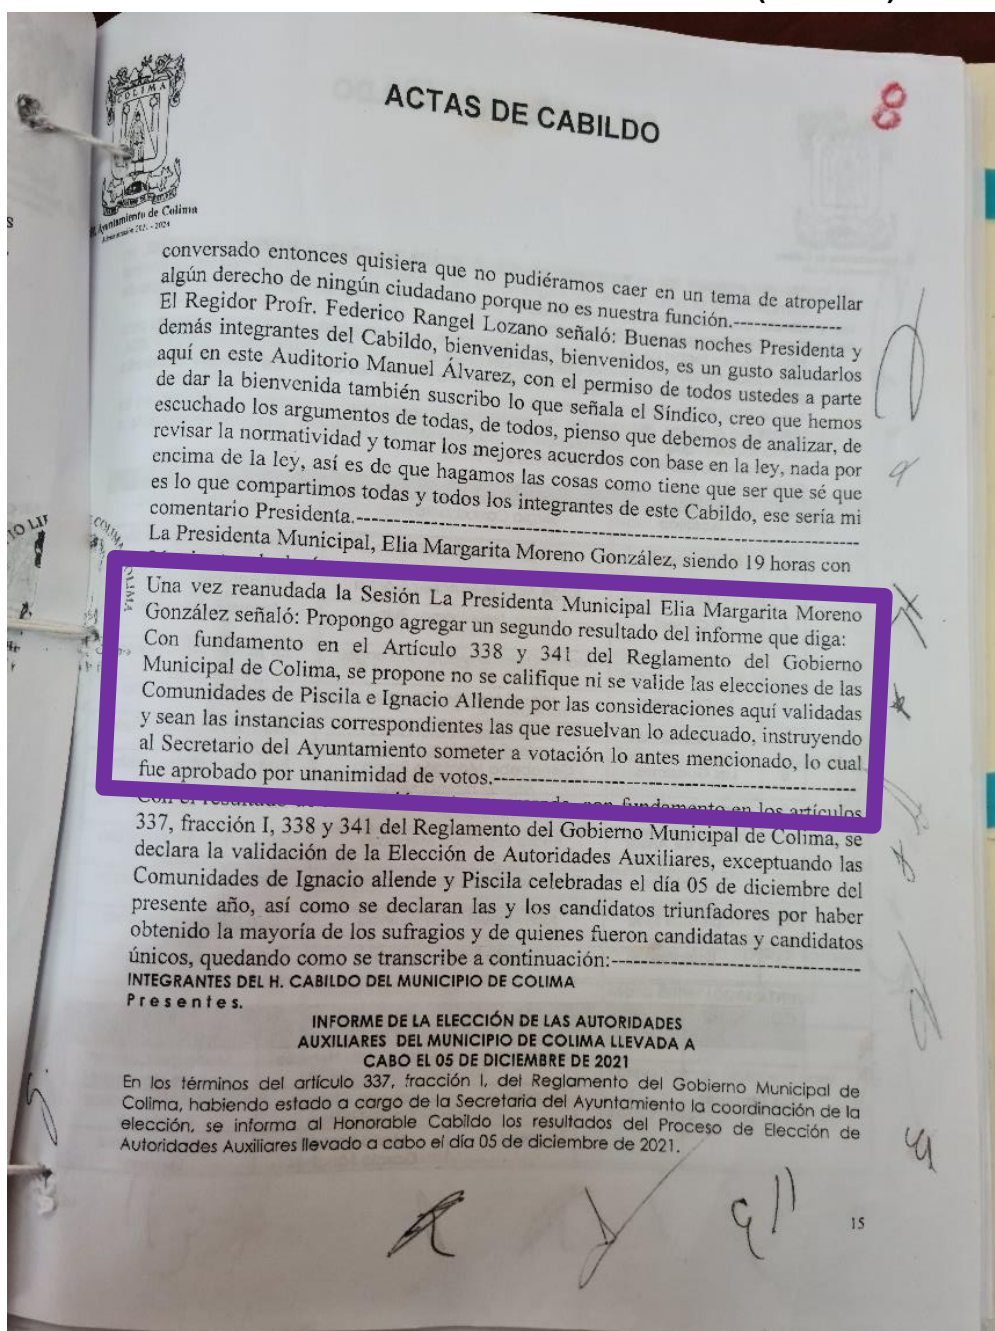 ACTAS DE CABILDO
8
COLIMA
H. Ayuntamiento de Colima
Administración 2021 - 2024
conversado entonces quisiera que no pudiéramos caer en un tema de atropellar
algún derecho de ningún ciudadano porque no es nuestra función.----------------
El Regidor Profr. Federico Rangel Lozano señaló: Buenas noches Presidenta y
demás integrantes del Cabildo, bienvenidas, bienvenidos, es un gusto saludarlos
aquí en este Auditorio Manuel Álvarez, con el permiso de todos ustedes a parte
de dar la bienvenida también suscribo lo que señala el Síndico, creo que hemos
escuchado los argumentos de todas, de todos, pienso que debemos de analizar, de
revisar la normatividad y tomar los mejores acuerdos con base en la ley, nada por
encima de la ley, así es de que hagamos las cosas como tiene que ser que sé que
es lo que compartimos todas y todos los integrantes de este Cabildo, ese sería mi
comentario Presidenta.----------------------------------------------------------------
La Presidenta Municipal, Elia Margarita Moreno González, siendo 19 horas con
Una vez reanudada la Sesión La Presidenta Municipal Elia Margarita Moreno
González señaló: Propongo agregar un segundo resultado del informe que diga:
Con fundamento en el Artículo 338 y 341 del Reglamento del Gobierno
Municipal de Colima, se propone no se califique ni se valide las elecciones de las
Comunidades de Piscila e Ignacio Allende por las consideraciones aquí validadas
y sean las instancias correspondientes las que resuelvan lo adecuado, instruyendo
al Secretario del Ayuntamiento someter a votación lo antes mencionado, lo cual
fue aprobado por unanimidad de votos.--------------------------------------------------
con fundamento en los artículos
337, fracción I, 338 y 341 del Reglamento del Gobierno Municipal de Colima, se
declara la validación de la Elección de Autoridades Auxiliares, exceptuando las
Comunidades de Ignacio allende y Piscila celebradas el día 05 de diciembre del
presente año, así como se declaran las y los candidatos triunfadores por haber
obtenido la mayoría de los sufragios y de quienes fueron candidatas y candidatos
únicos, quedando como se transcribe a continuación:-----------------------------------
INTEGRANTES DEL H. CABILDO DEL MUNICIPIO DE COLIMA
P r e s e n t e s.
INFORME DE LA ELECCIÓN DE LAS AUTORIDADES
AUXILIARES DEL MUNICIPIO DE COLIMA LLEVADA A
CABO EL 05 DE DICIEMBRE DE 2021
En los términos del artículo 337, fracción I, del Reglamento del Gobierno Municipal de
Colima, habiendo estado a cargo de la Secretaria del Ayuntamiento la coordinación de la
elección, se informa al Honorable Cabildo los resultados del Proceso de Elección de
Autoridades Auxiliares llevado a cabo el día 05 de diciembre de 2021.
15